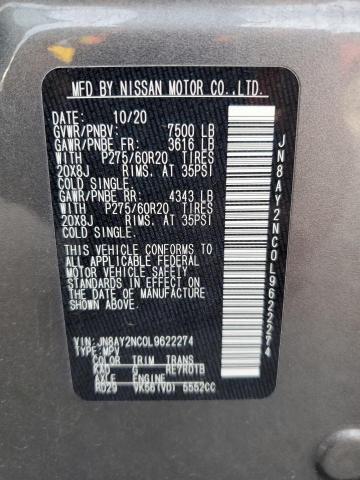 MFD BY NISSAN MOTOR CO.,LTD.
DATE: 10/20
GVWR/PNBV: 7500 LB
GAWR/PNBE FR: 3616 LB
WITH P275/60R20 TIRES
20X8J RIMS. AT 35PSI
COLD SINGLE.
GAWR/PNBE RR: 4343 LB
WITH P275/60R20 TIRES
20X8J RIMS. AT 35PSI
COLD SINGLE.
THIS VEHICLE CONFORMS TO
ALL APPLICABLE FEDERAL
MOTOR VEHICLE SAFETY
STANDARDS IN EFFECT ON THE
DATE OF MANUFACTURE
SHOWN ABOVE.
VIN: JN8AY2NC0L9622274
TYPE: MPV
COLOR TRIM TRANS
KAD G RE7R01B
AXLE ENGINE
RD29 VK56(VD) 5552CC
JN8AY2NC0L9622274